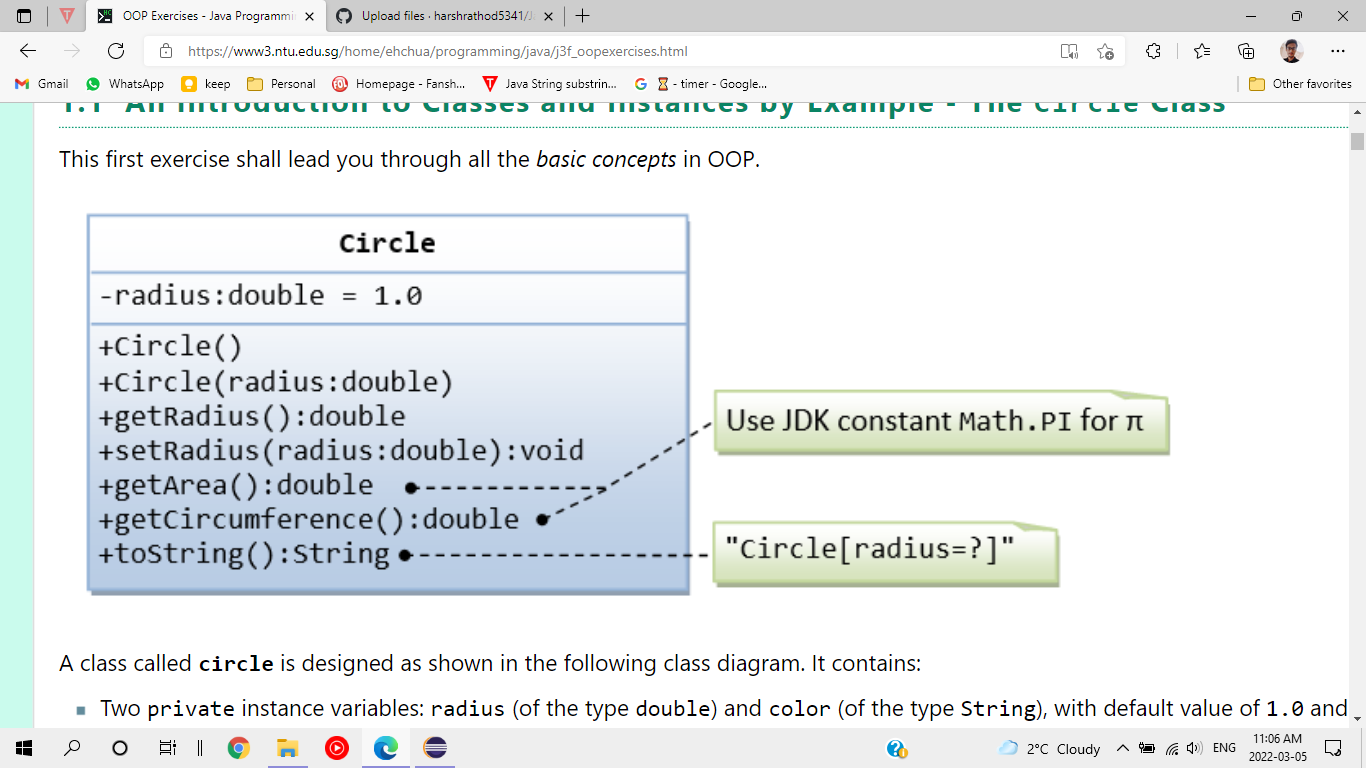 OOP Exercises - Java Programmi
Upload files · harshrathod5341/J
https://www3.ntu.edu.sg/home/ehchua/programming/java/j3f_oopexercises.html
Gmail
WhatsApp
keep
Personal
Homepage - Fansh...
Java String substrin...
- timer - Google...
Other favorites
1.1 An Introduction to Classes and Instances by Example - The Circle Class
This first exercise shall lead you through all the basic concepts in OOP.
Circle
-radius:double = 1.0
+Circle()
+Circle(radius:double)
+getRadius():double
+setRadius(radius:double):void
+getArea():double
+getCircumference():double
+toString():String
Use JDK constant Math.PI for π
"Circle[radius=?]"
A class called circle is designed as shown in the following class diagram. It contains:
Two private instance variables: radius (of the type double) and color (of the type String), with default value of 1.0 and
2°C Cloudy
ENG
11:06 AM
2022-03-05